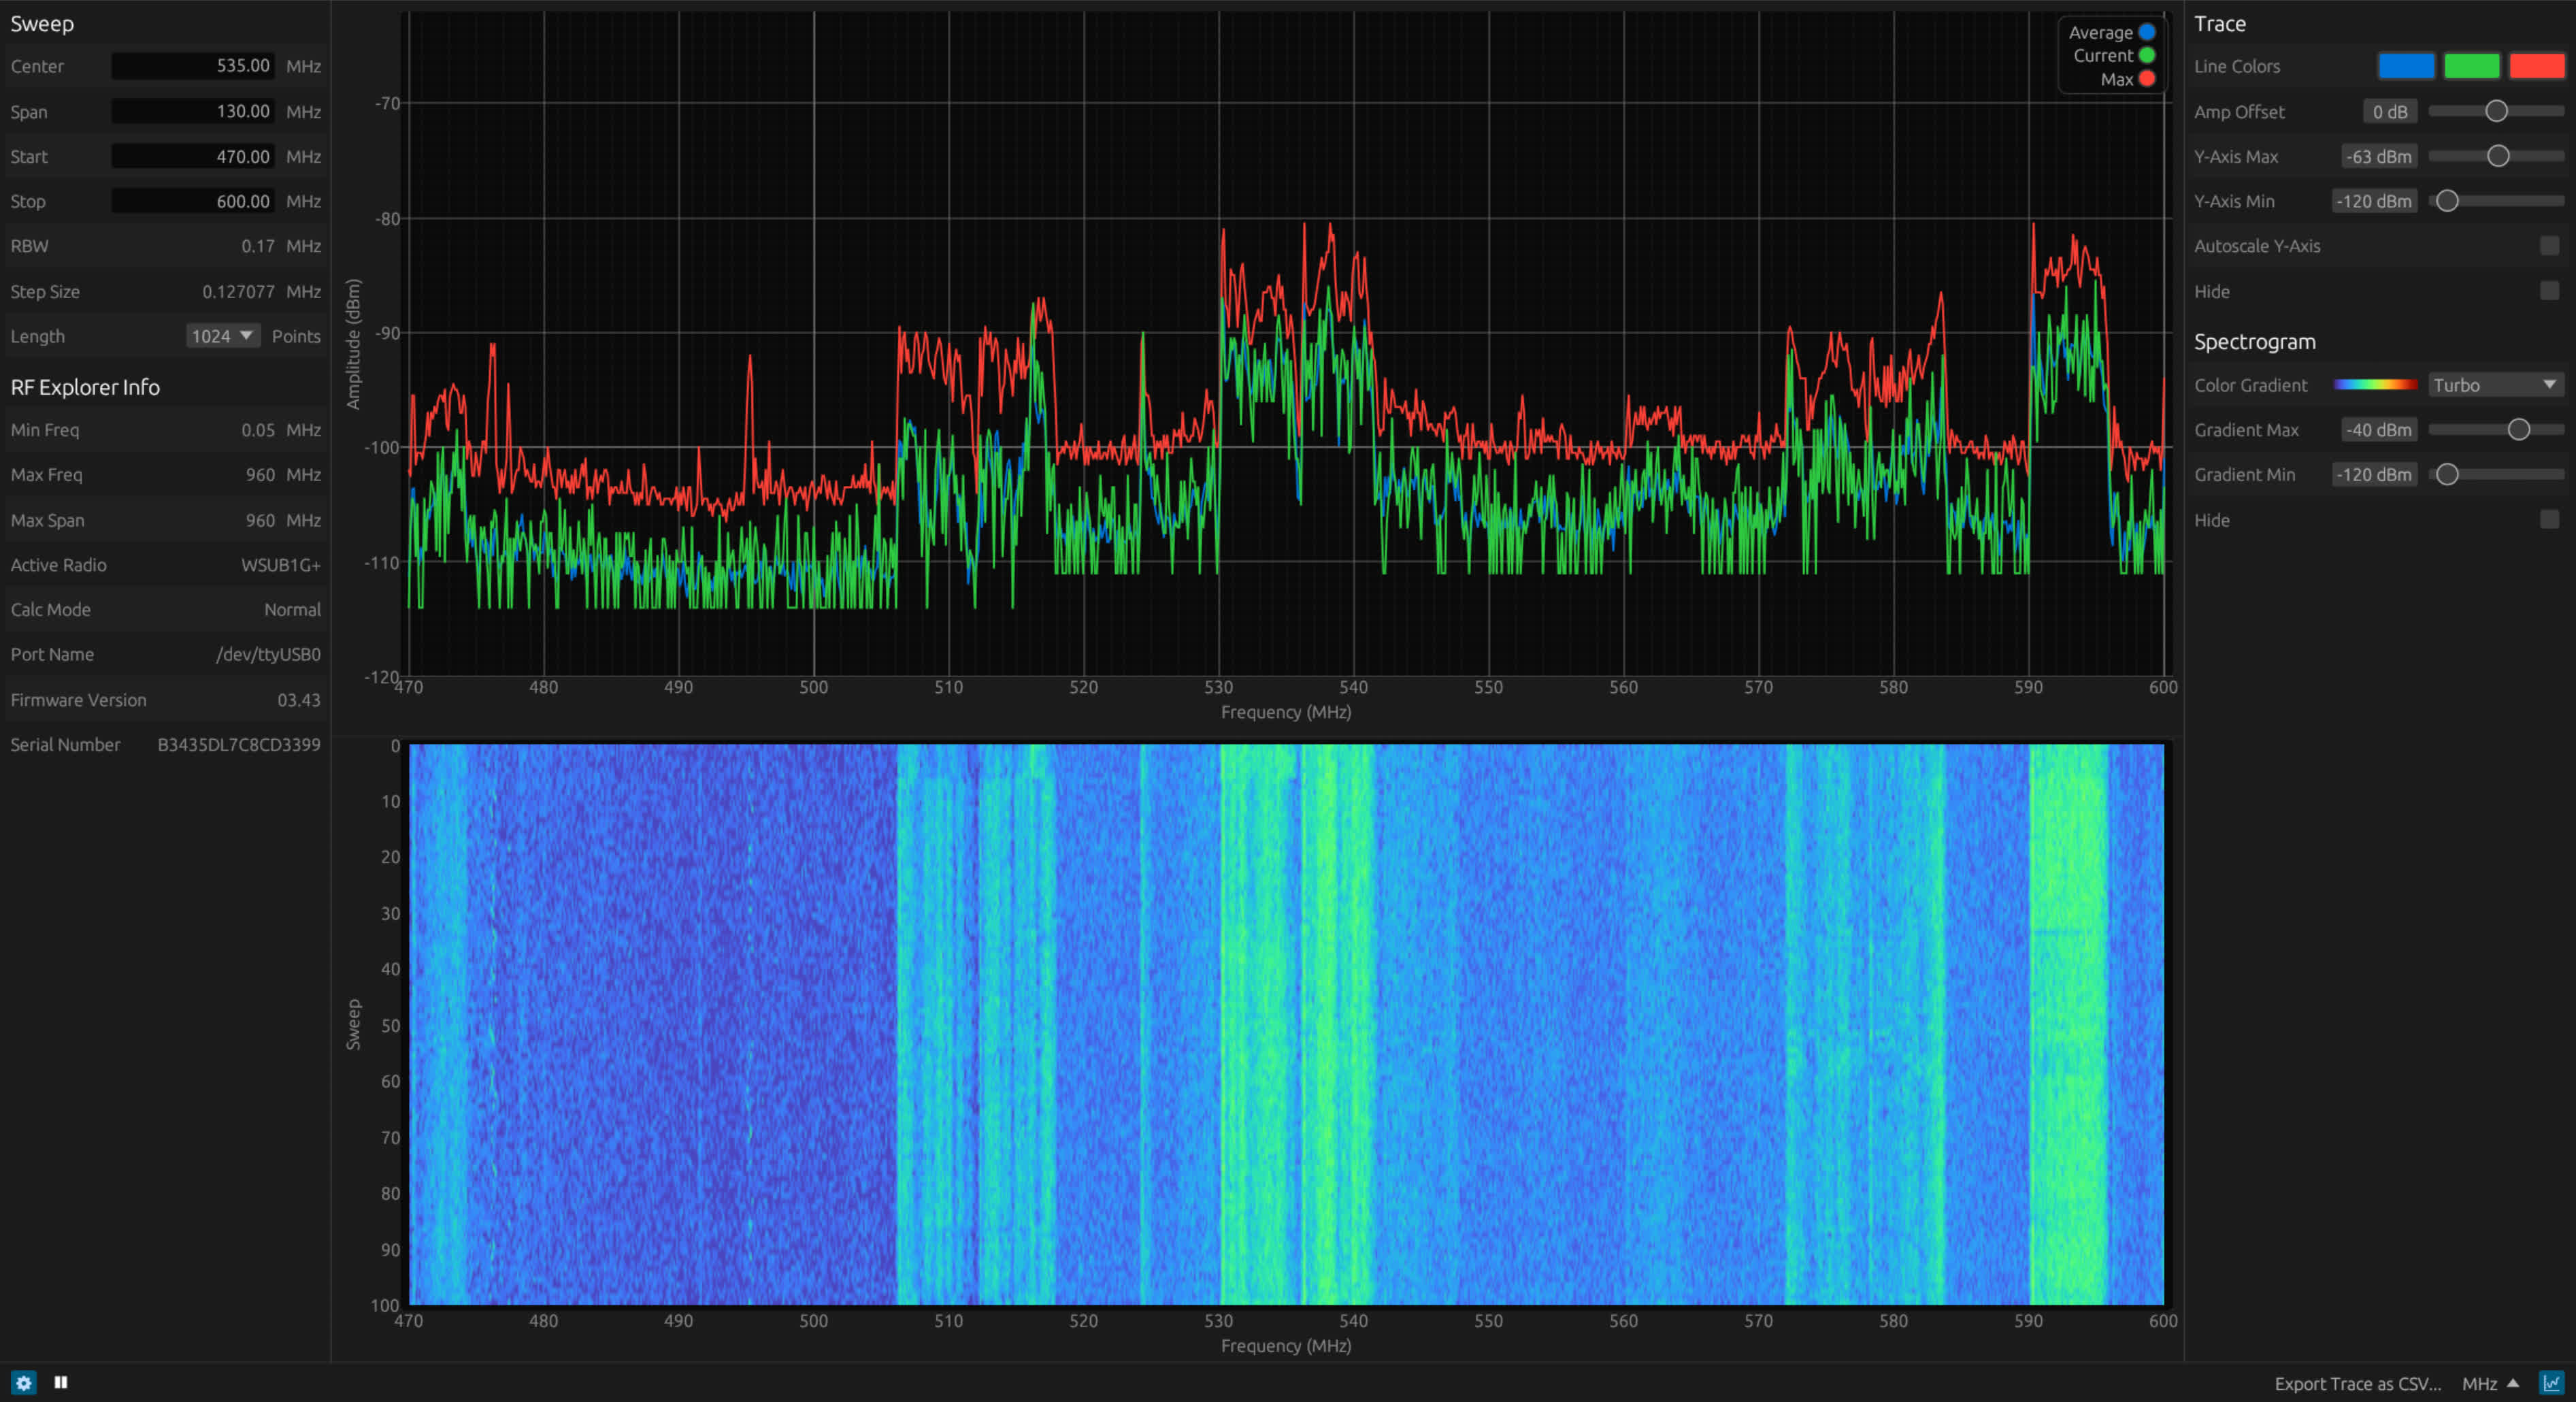 Sweep
Center 535.00 MHz
Span 130.00 MHz
Start 470.00 MHz
Stop 600.00 MHz
RBW 0.17 MHz
Step Size 0.127077 MHz
Length 1024 Points
RF Explorer Info
Min Freq 0.05 MHz
Max Freq 960 MHz
Max Span 960 MHz
Active Radio WSUB1G+
Calc Mode Normal
Port Name /dev/ttyUSB0
Firmware Version 03.43
Serial Number B3435DL7C8CD3399
Average
Current
Max
Amplitude (dBm)
-70
-80
-90
-100
-110
-120
470 480 490 500 510 520 530 540 550 560 570 580 590 600
Frequency (MHz)
Sweep
0
10
20
30
40
50
60
70
80
90
100
470 480 490 500 510 520 530 540 550 560 570 580 590 600
Frequency (MHz)
Trace
Line Colors
Amp Offset 0 dB
Y-Axis Max -63 dBm
Y-Axis Min -120 dBm
Autoscale Y-Axis
Hide
Spectrogram
Color Gradient Turbo
Gradient Max -40 dBm
Gradient Min -120 dBm
Hide
Export Trace as CSV... MHz